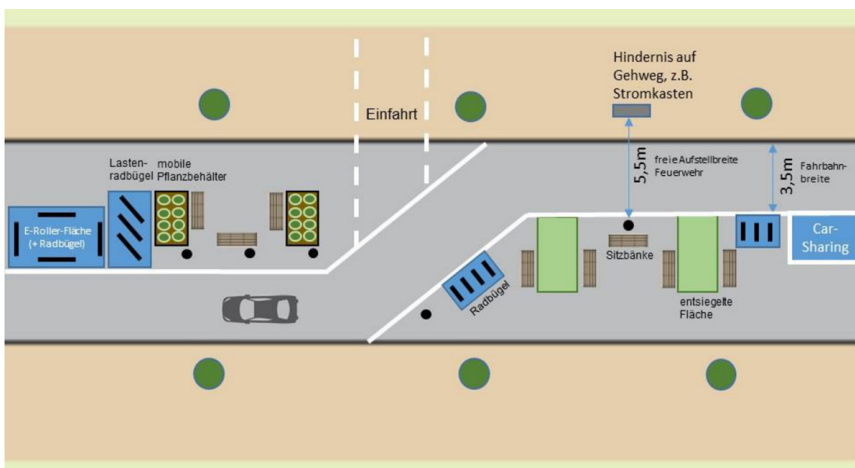 Hindernis auf
Gehweg, z.B.
Stromkasten
Einfahrt
Lasten-
radbügel
mobile
Pflanzbehälter
5,5m
freie Aufstellbreite
Feuerwehr
3,5m
Fahrbahn-
breite
E-Roller-Fläche
(+ Radbügel)
Car-
Sharing
Sitzbänke
Radbügel
entsiegelte
Fläche